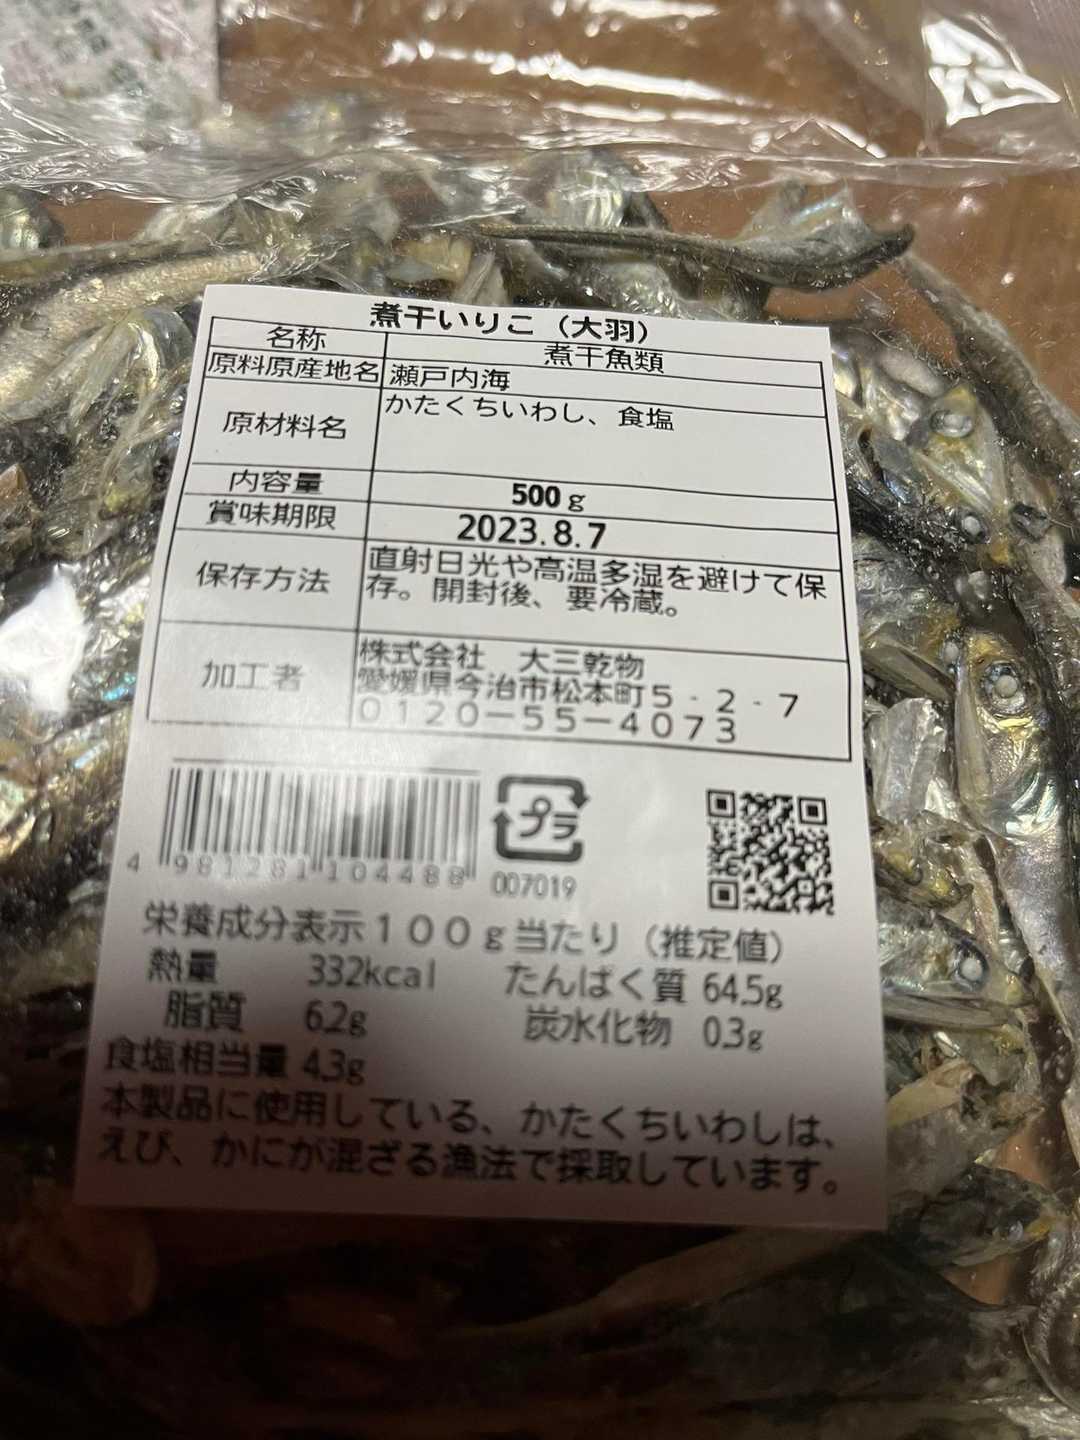 煮干いりこ（大羽）
名称 煮干魚類
原料原産地名 瀬戸内海
原材料名 かたくちいわし、食塩
内容量 500g
賞味期限 2023.8.7
保存方法 直射日光や高温多湿を避けて保
存。開封後、要冷蔵。
加工者 株式会社　大三乾物
愛媛県今治市松本町5-2-7
0120-55-4073
プラ
4 981281 104488 007019
栄養成分表示100g当たり（推定値）
熱量 332kcal たんぱく質 64.5g
脂質 6.2g 炭水化物 0.3g
食塩相当量 4.3g
本製品に使用している、かたくちいわしは、
えび、かにが混ざる漁法で採取しています。